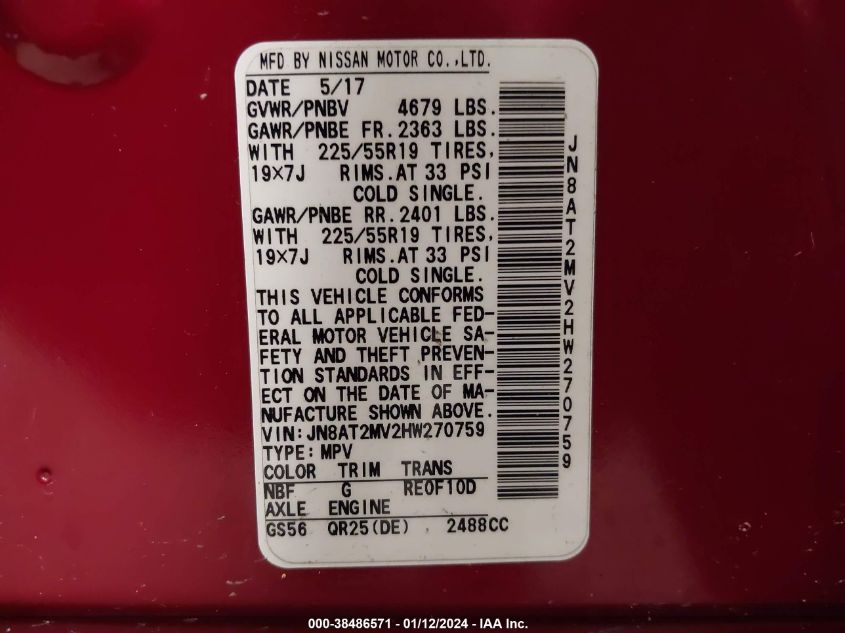 MFD BY NISSAN MOTOR CO.,LTD.
DATE 5/17
GVWR/PNBV 4679 LBS.
GAWR/PNBE FR.2363 LBS.
WITH 225/55R19 TIRES,
19×7J RIMS.AT 33 PSI
COLD SINGLE.
GAWR/PNBE RR.2401 LBS.
WITH 225/55R19 TIRES,
19×7J RIMS.AT 33 PSI
COLD SINGLE.
THIS VEHICLE CONFORMS
TO ALL APPLICABLE FED-
ERAL MOTOR VEHICLE SA-
FETY AND THEFT PREVEN-
TION STANDARDS IN EFF-
ECT ON THE DATE OF MA-
NUFACTURE SHOWN ABOVE.
VIN:JN8AT2MV2HW270759
TYPE:MPV
COLOR TRIM TRANS
NBF G RE0F10D
AXLE ENGINE
GS56 QR25(DE) 2488CC
JN8AT2MV2HW270759
000-38486571 - 01/12/2024 - IAA Inc.